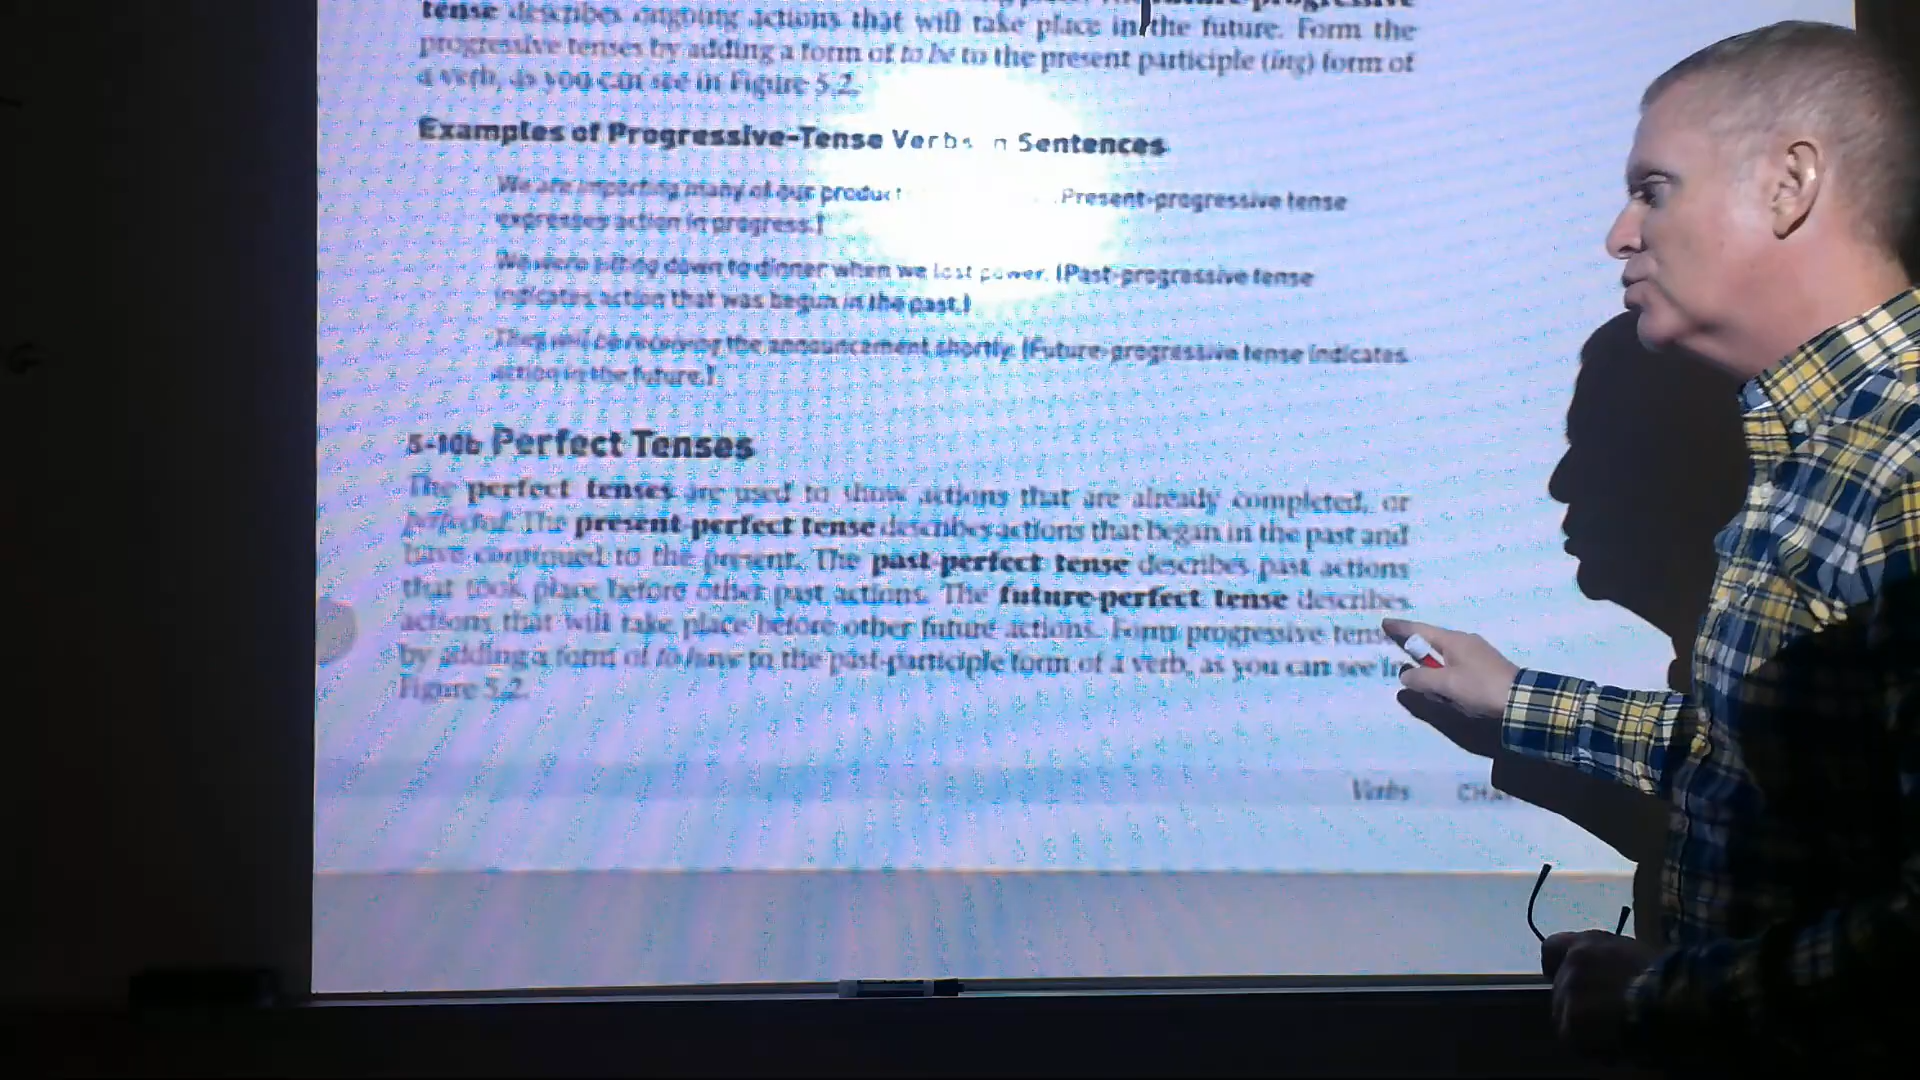 tense describes ongoing actions that will take place in the future. Form the
progressive tenses by adding a form of to be to the present participle (ing) form of
a verb, as you can see in Figure 5.2.
Examples of Progressive-Tense Verbs n Sentences
We are importing many of our product Present-progressive tense
expresses action in progress.]
We were sitting down to dinner when we lost power. [Past-progressive tense
indicates action that was begun in the past.]
They will be receiving the announcement shortly. [Future-progressive tense indicates
action in the future.]
5-10b Perfect Tenses
The perfect tenses are used to show actions that are already completed, or
perfected. The present-perfect tense describes actions that began in the past and
have continued to the present. The past-perfect tense describes past actions
that took place before other past actions. The future-perfect tense describes
actions that will take place before other future actions. Form progressive tense
by adding a form of to have to the past-participle form of a verb, as you can see in
Figure 5.2.
Verbs CHA